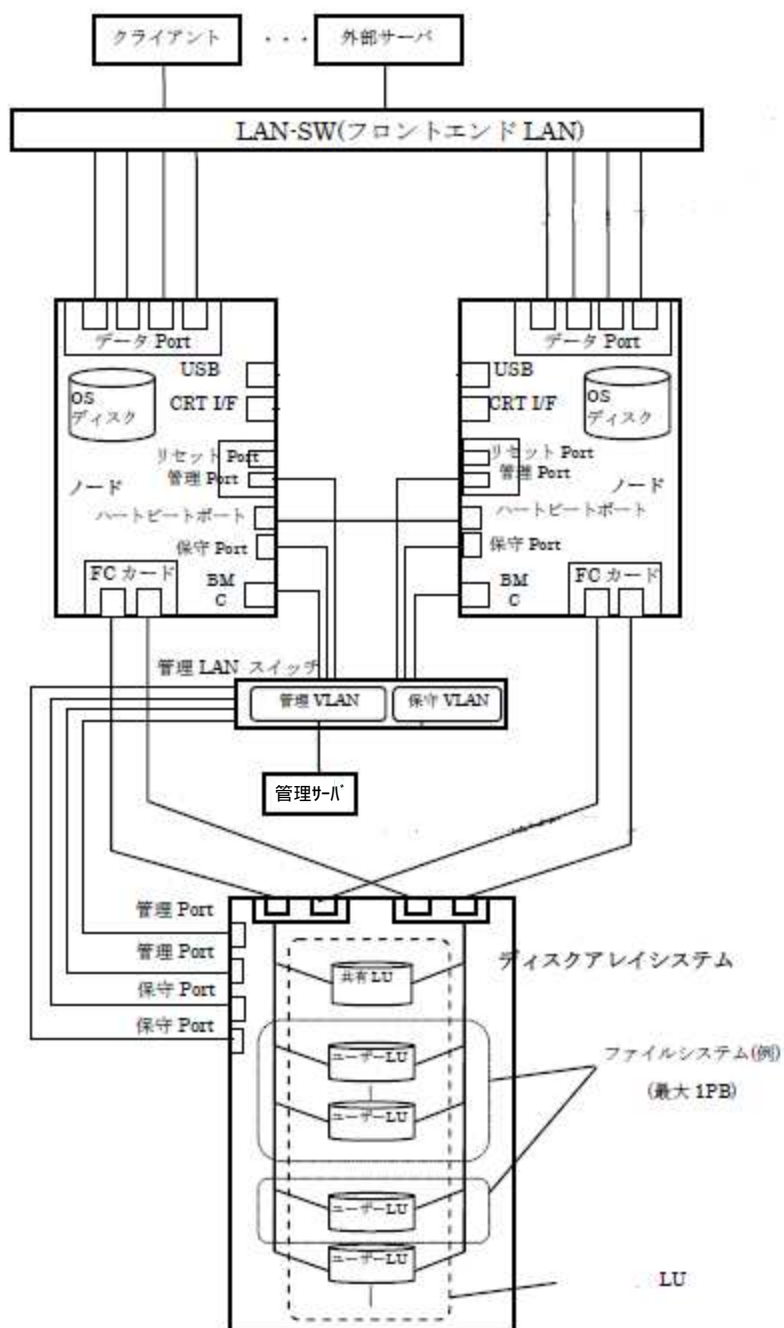 クライアント
・・・
外部サーバ
LAN-SW(フロントエンド LAN)
データ Port
USB
OS
ディスク
CRT I/F
リセット Port
管理 Port
ノード
ハートビートポート
保守 Port
FC カード
BM
C
データ Port
USB
OS
ディスク
CRT I/F
リセット Port
管理 Port
ノード
ハートビートポート
保守 Port
FC カード
BM
C
管理 LAN スイッチ
管理 VLAN
保守 VLAN
管理サーバ
管理 Port
管理 Port
保守 Port
保守 Port
ディスクアレイシステム
共有 LU
ユーザーLU
ユーザーLU
ユーザーLU
ユーザーLU
ファイルシステム(例)
(最大 1PB)
LU